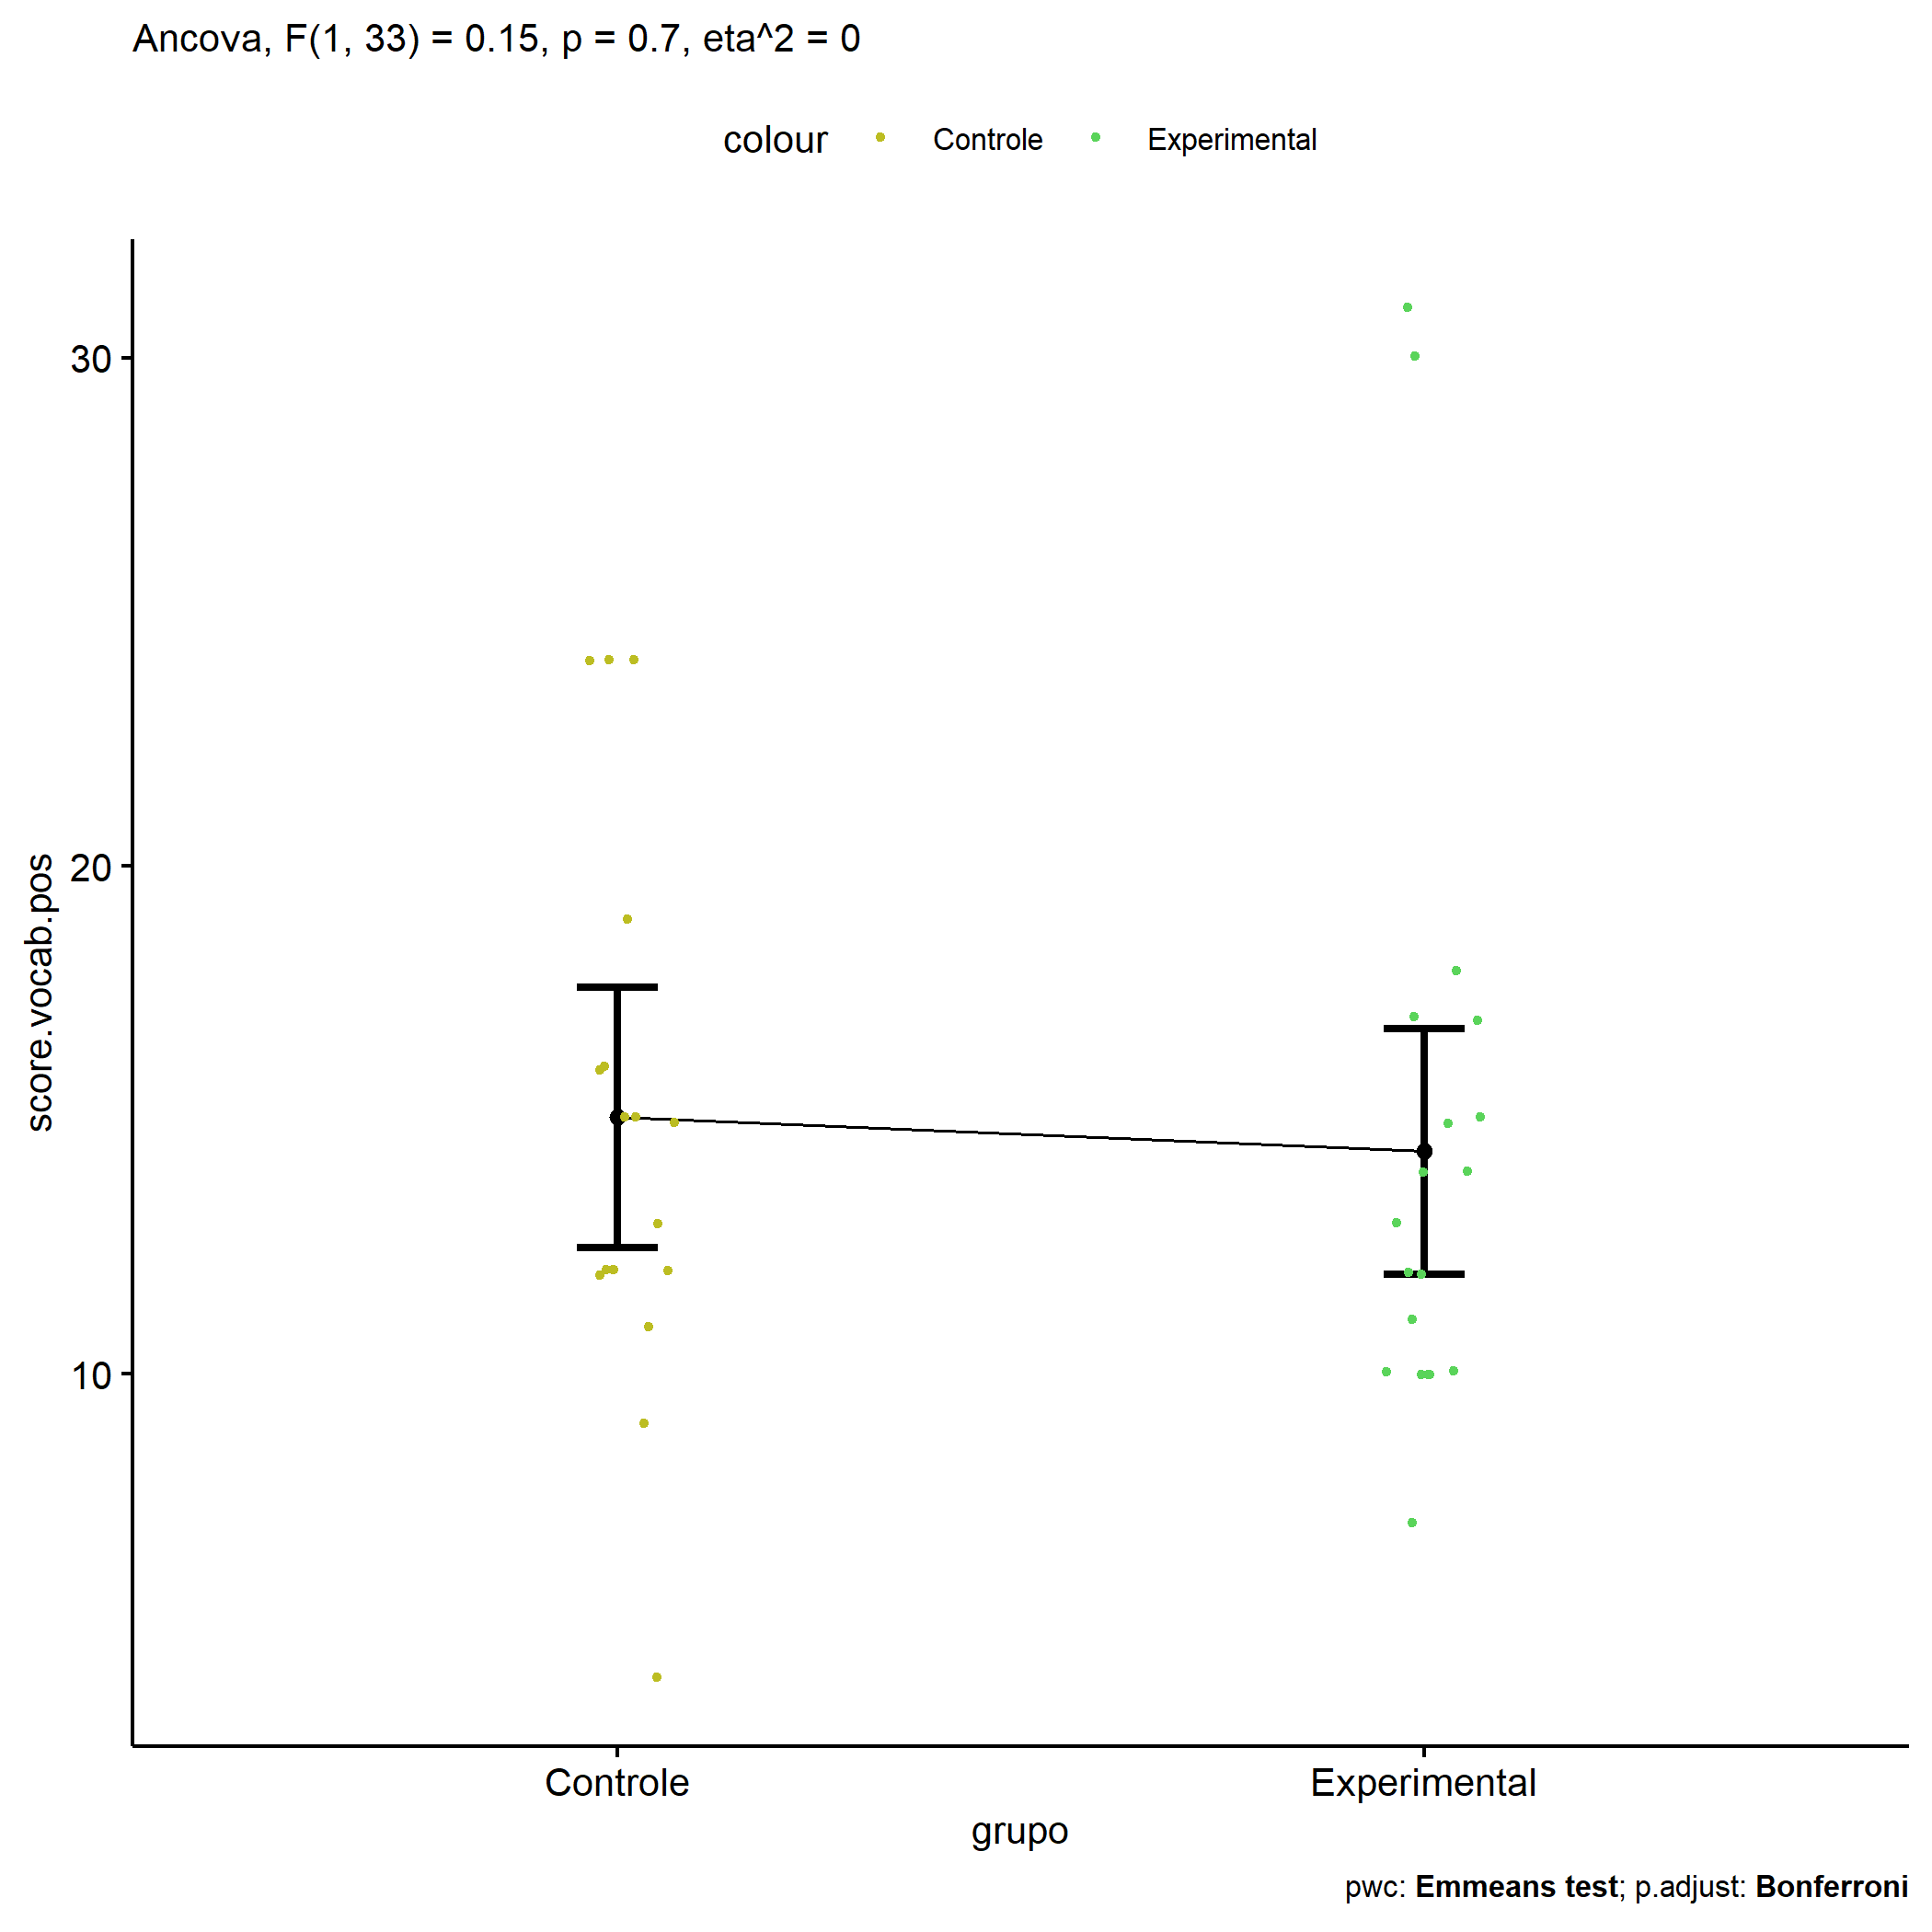 Ancova, F(1, 33) = 0.15, p = 0.7, eta^2 = 0
colour Controle Experimental
30
20
10
score.vocab.pos
Controle Experimental
grupo
pwc: Emmeans test; p.adjust: Bonferroni